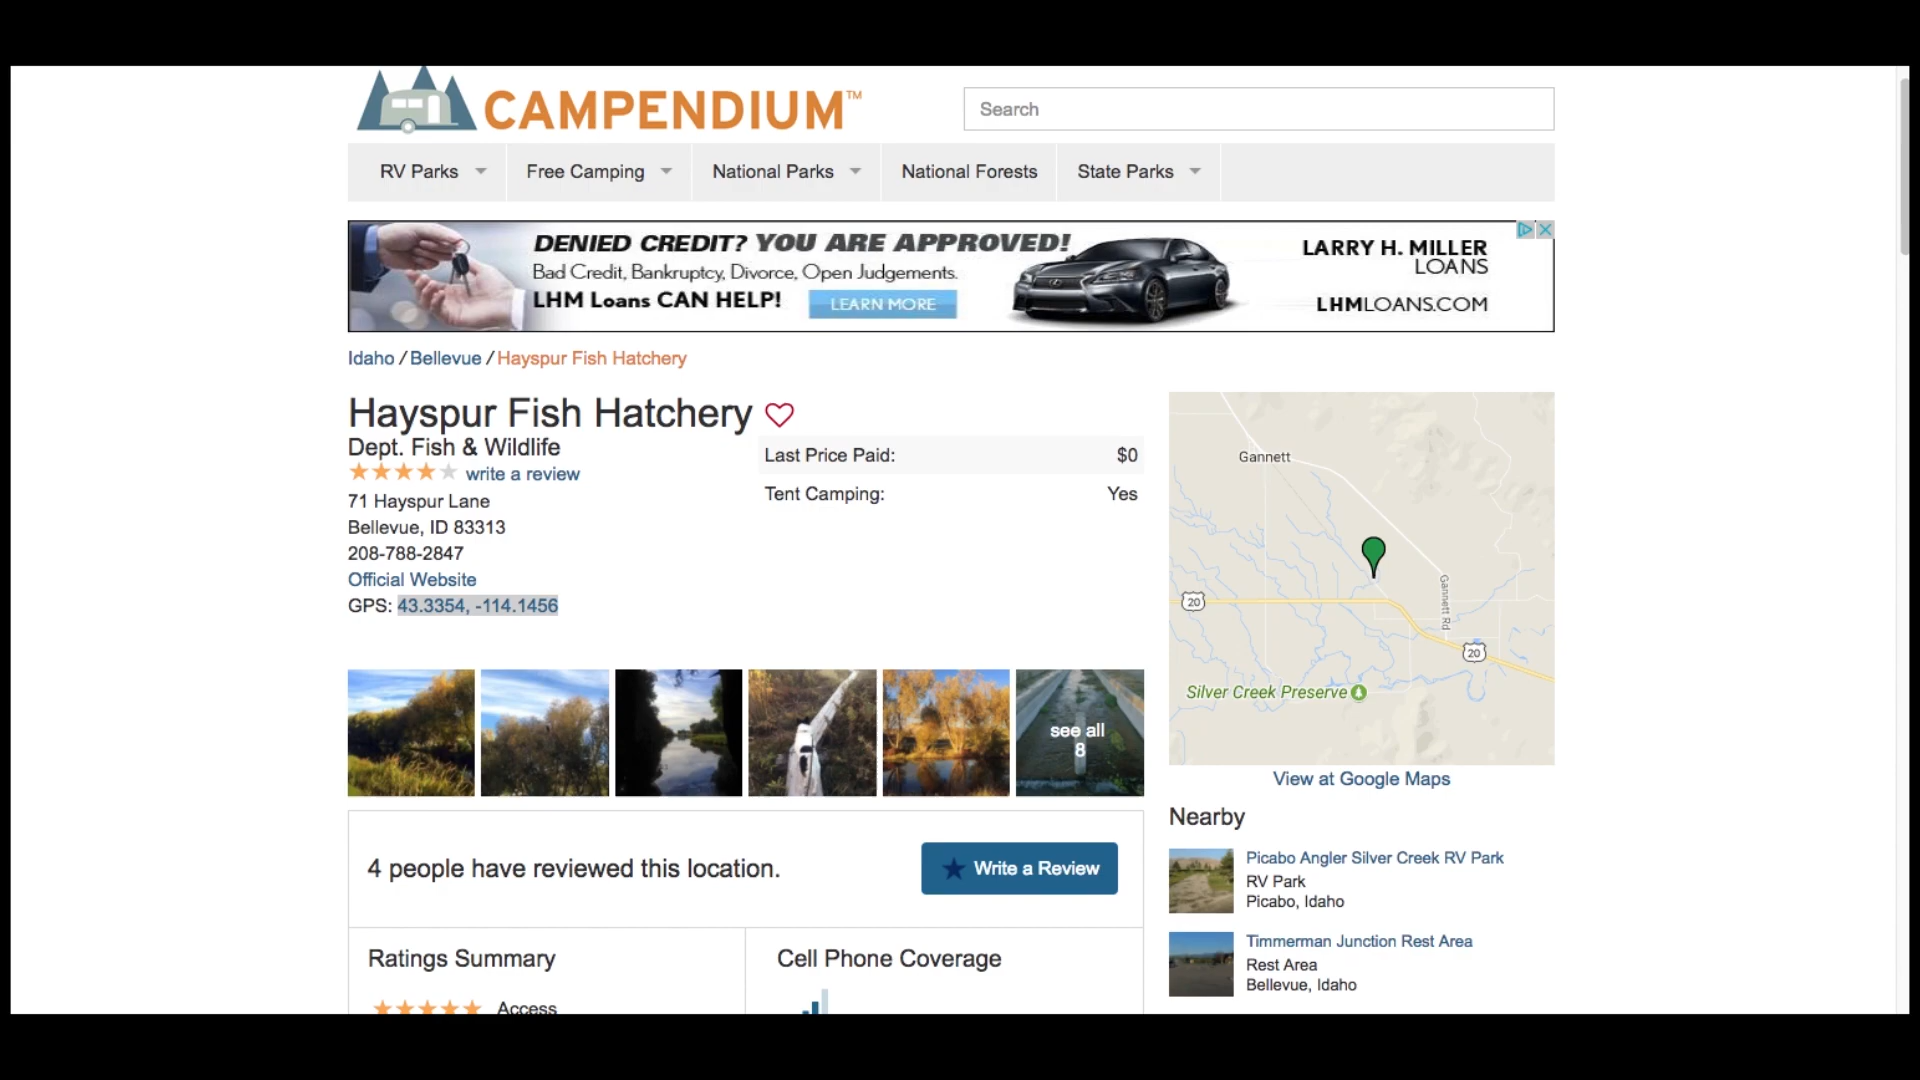 CAMPENDIUM™
Search
RV Parks
Free Camping
National Parks
National Forests
State Parks
DENIED CREDIT? YOU ARE APPROVED!
Bad Credit, Bankruptcy, Divorce, Open Judgements.
LHM Loans CAN HELP!
LEARN MORE
LARRY H. MILLER
LOANS
LHMLOANS.COM
Idaho / Bellevue / Hayspur Fish Hatchery
Hayspur Fish Hatchery
Dept. Fish & Wildlife
write a review
71 Hayspur Lane
Bellevue, ID 83313
208-788-2847
Official Website
GPS: 43.3354, -114.1456
Last Price Paid: $0
Tent Camping: Yes
see all
8
Gannett
20
Gannett Rd
20
Silver Creek Preserve
View at Google Maps
4 people have reviewed this location.
Write a Review
Ratings Summary
Access
Cell Phone Coverage
Nearby
Picabo Angler Silver Creek RV Park
RV Park
Picabo, Idaho
Timmerman Junction Rest Area
Rest Area
Bellevue, Idaho